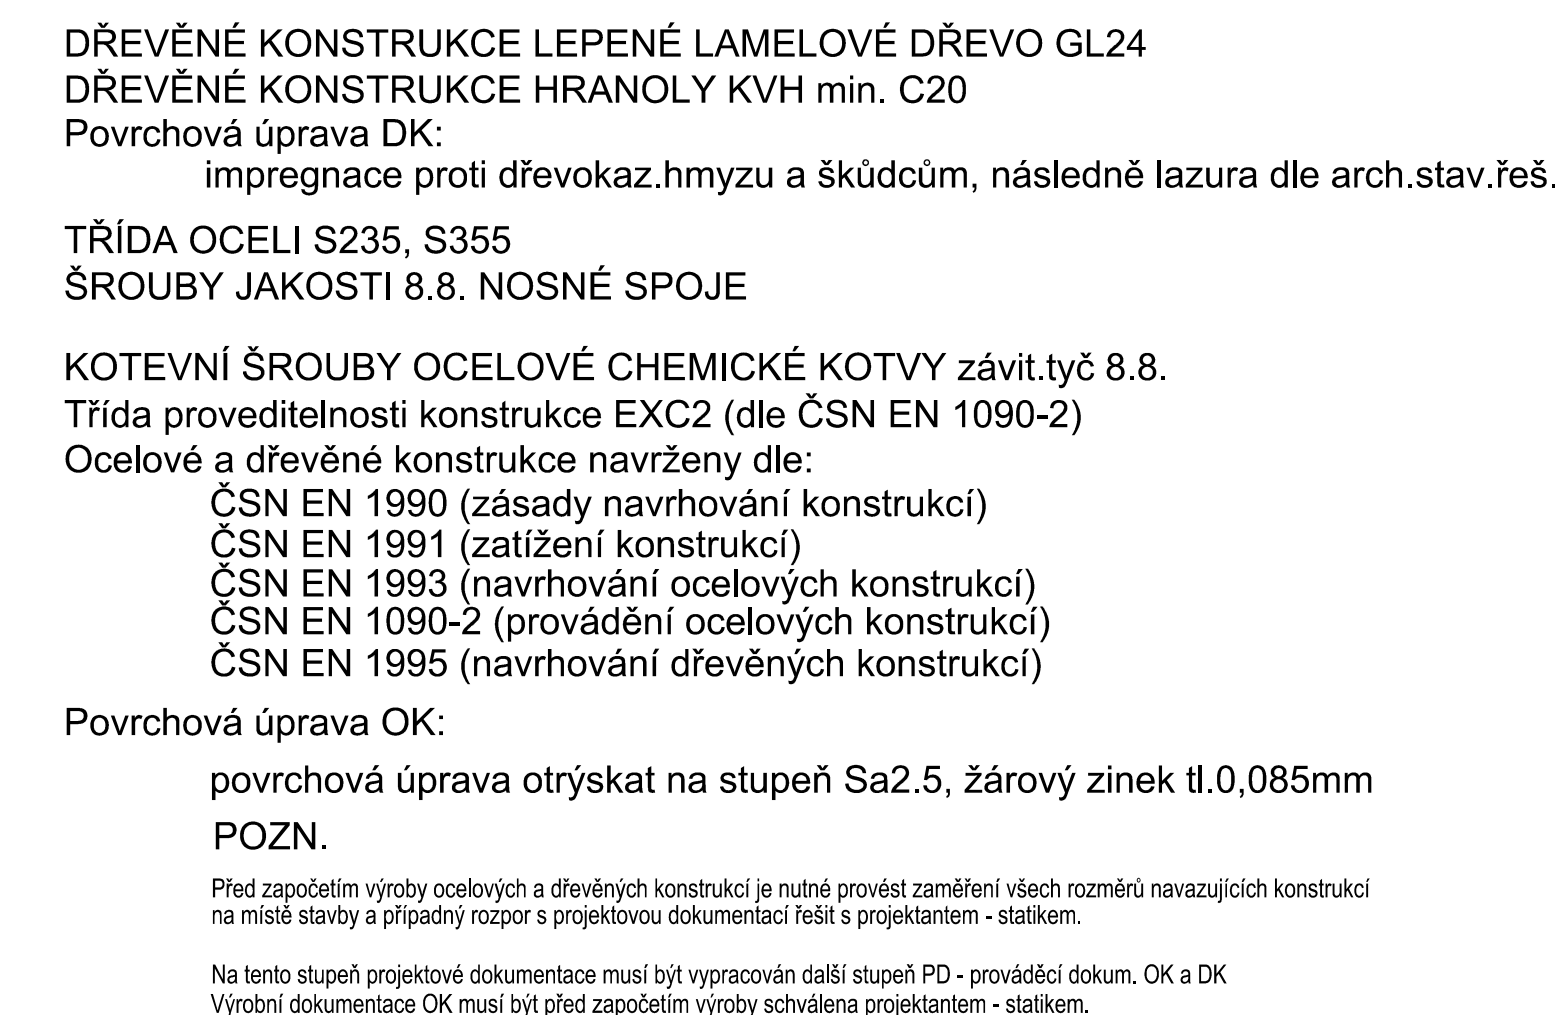 DŘEVĚNÉ KONSTRUKCE LEPENÉ LAMELOVÉ DŘEVO GL24
DŘEVĚNÉ KONSTRUKCE HRANOLY KVH min. C20
Povrchová úprava DK:
impregnace proti dřevokaz.hmyzu a škůdcům, následně lazura dle arch.stav.řeš.
TŘÍDA OCELI S235, S355
ŠROUBY JAKOSTI 8.8. NOSNÉ SPOJE
KOTEVNÍ ŠROUBY OCELOVÉ CHEMICKÉ KOTVY závit.tyč 8.8.
Třída proveditelnosti konstrukce EXC2 (dle ČSN EN 1090-2)
Ocelové a dřevěné konstrukce navrženy dle:
ČSN EN 1990 (zásady navrhování konstrukcí)
ČSN EN 1991 (zatížení konstrukcí)
ČSN EN 1993 (navrhování ocelových konstrukcí)
ČSN EN 1090-2 (provádění ocelových konstrukcí)
ČSN EN 1995 (navrhování dřevěných konstrukcí)
Povrchová úprava OK:
povrchová úprava otrýskat na stupeň Sa2.5, žárový zinek tl.0,085mm
POZN.
Před započetím výroby ocelových a dřevěných konstrukcí je nutné provést zaměření všech rozměrů navazujících konstrukcí
na místě stavby a případný rozpor s projektovou dokumentací řešit s projektantem - statikem.
Na tento stupeň projektové dokumentace musí být vypracován další stupeň PD - prováděcí dokum. OK a DK
Výrobní dokumentace OK musí být před započetím výroby schválena projektantem - statikem.